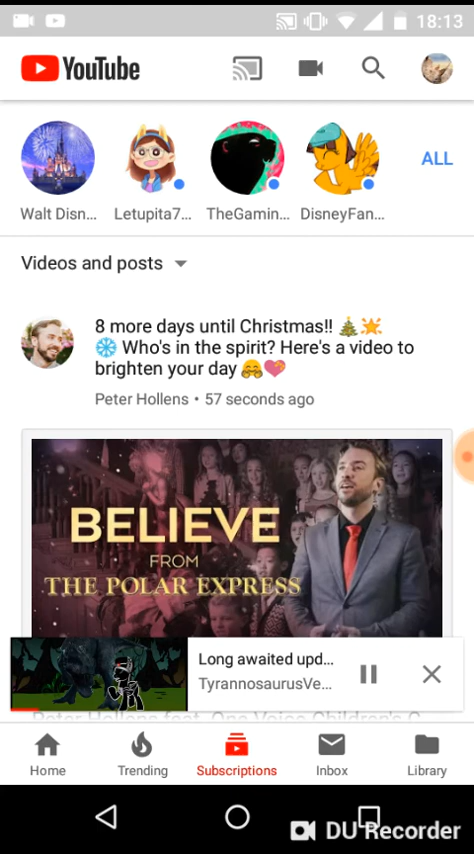 18:13
YouTube
ALL
Walt Disn... Letupita7... TheGamin... DisneyFan...
Videos and posts
8 more days until Christmas!! 🎄🌟
❄️ Who's in the spirit? Here's a video to
brighten your day 🤗💝
Peter Hollens • 57 seconds ago
BELIEVE
FROM
THE POLAR EXPRESS
Long awaited upd...
TyrannosaurusVe...
Peter Hollens feat. One Voice Children's C
Home Trending Subscriptions Inbox Library
DU Recorder